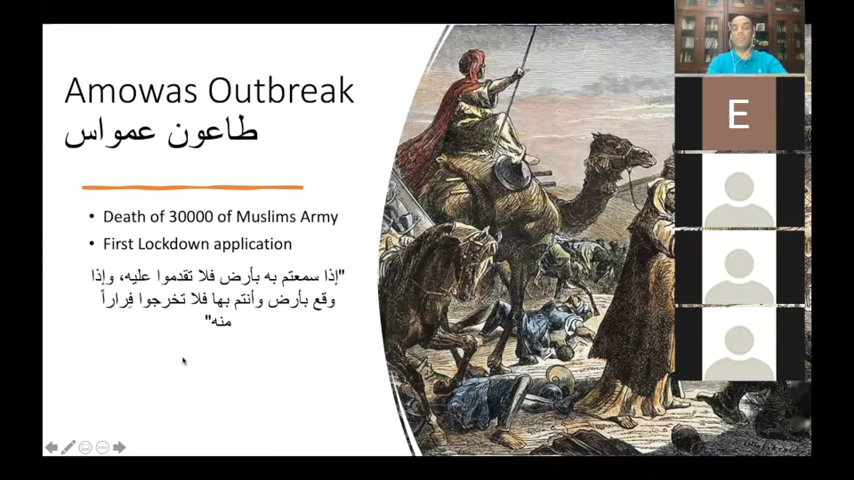 Amowas Outbreak
طاعون عمواس
• Death of 30000 of Muslims Army
• First Lockdown application
"إذا سمعتم به بأرض فلا تقدموا عليه، وإذا
وقع بأرض وأنتم بها فلا تخرجوا فِراراً
منه"
E